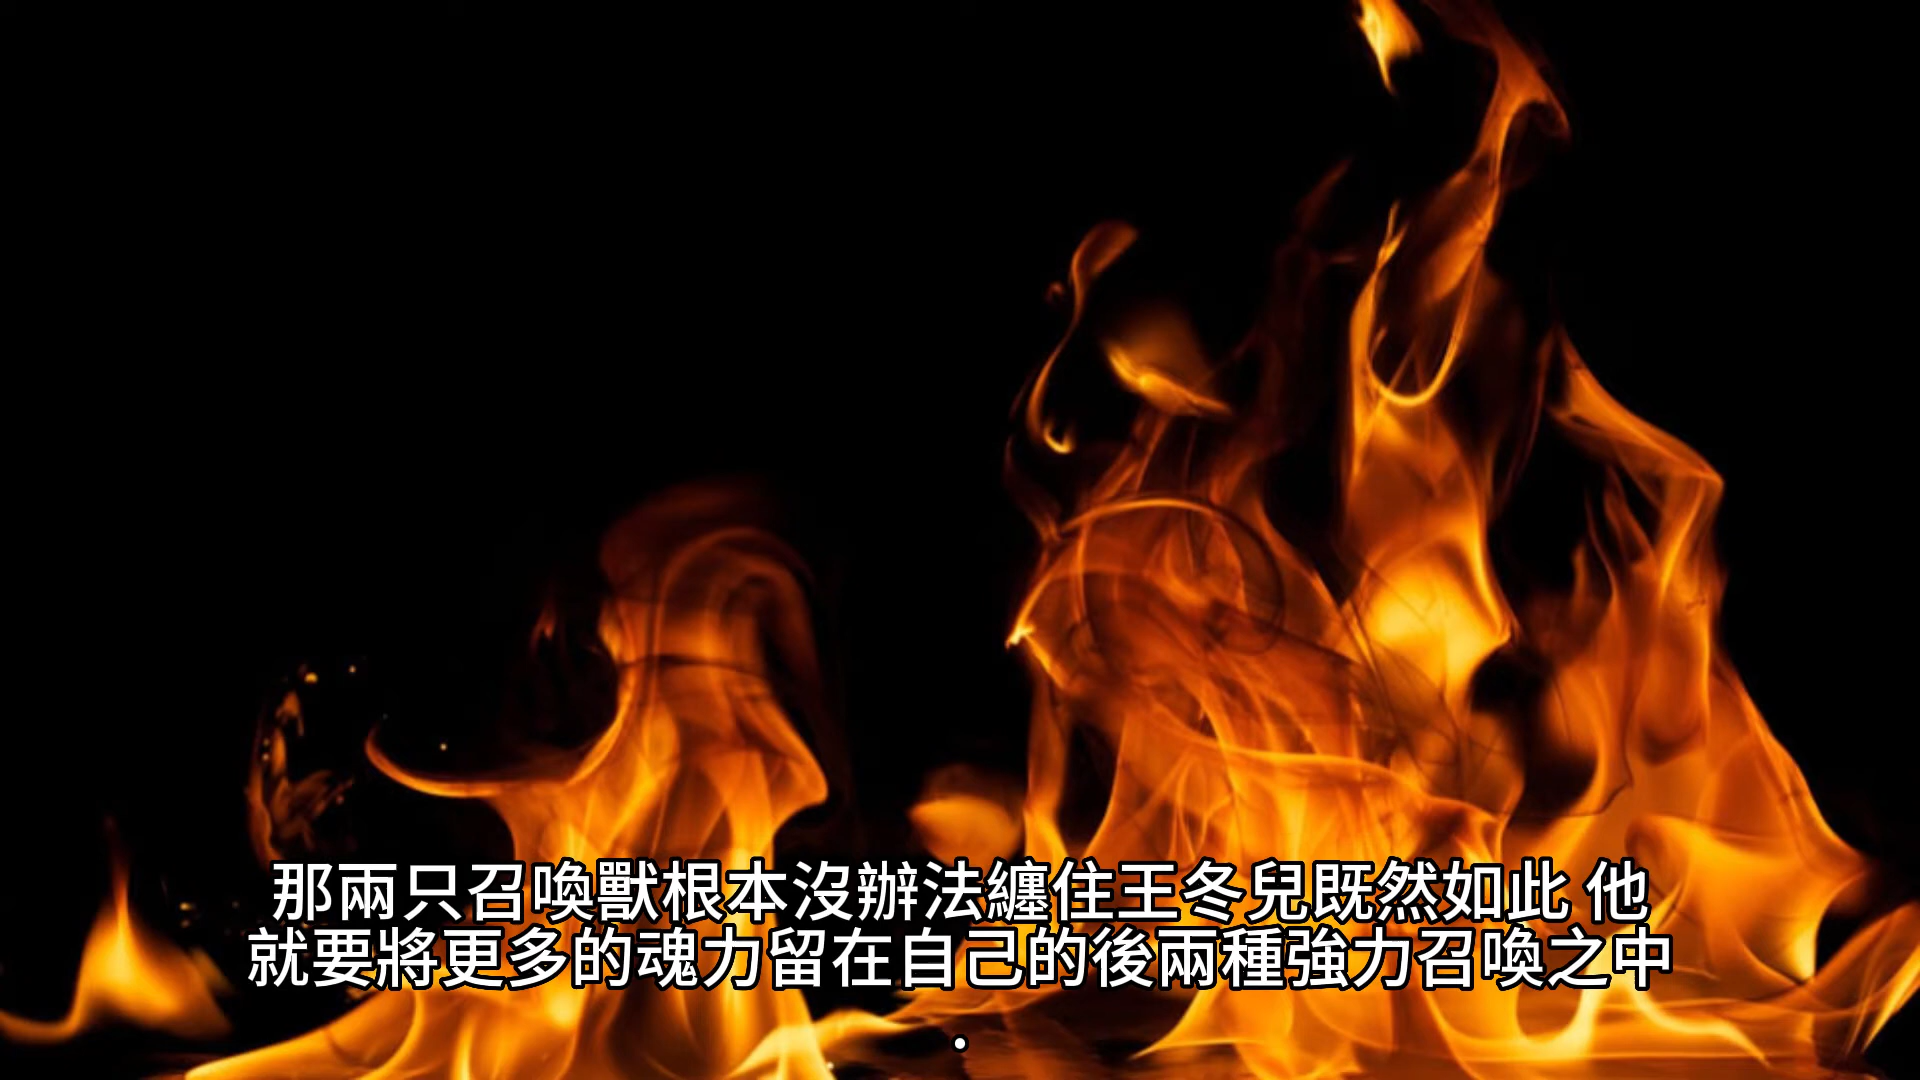 那兩只召喚獸根本沒辦法纏住王冬兒既然如此 他
就要將更多的魂力留在自己的後兩種強力召喚之中
.